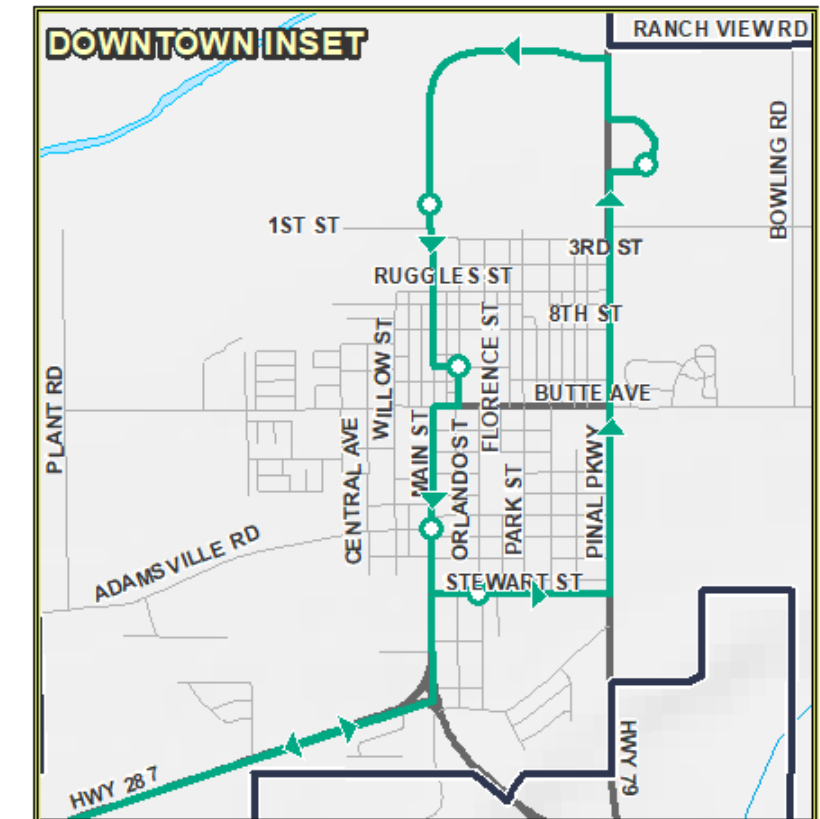 DOWNTOWN INSET
RANCH VIEW RD
BOWLING RD
1ST ST
3RD ST
RUGGLES ST
8TH ST
FLORENCE ST
WILLOW ST
BUTTE AVE
PLANT RD
MAIN ST
CENTRAL AVE
ORLANDO ST
PARK ST
PINAL PKWY
ADAMSVILLE RD
STEWART ST
HWY 79
HWY 287